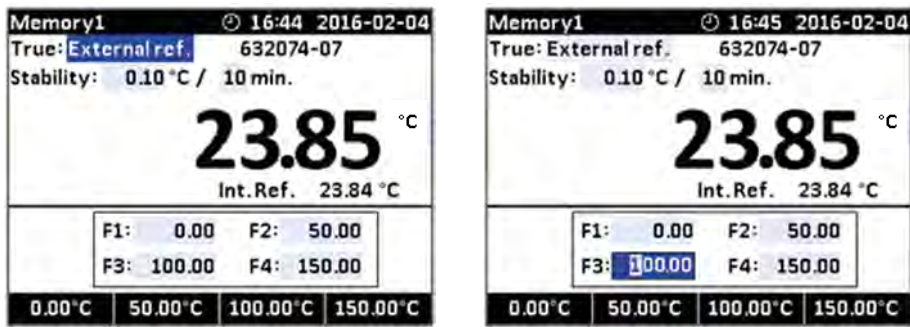 Memory1 16:44 2016-02-04
True: External ref. 632074-07
Stability: 0.10 °C / 10 min.
23.85 °C
Int.Ref. 23.84 °C
F1: 0.00 F2: 50.00
F3: 100.00 F4: 150.00
0.00°C 50.00°C 100.00°C 150.00°C
Memory1 16:45 2016-02-04
True: External ref. 632074-07
Stability: 0.10 °C / 10 min.
23.85 °C
Int.Ref. 23.84 °C
F1: 0.00 F2: 50.00
F3: 100.00 F4: 150.00
0.00°C 50.00°C 100.00°C 150.00°C